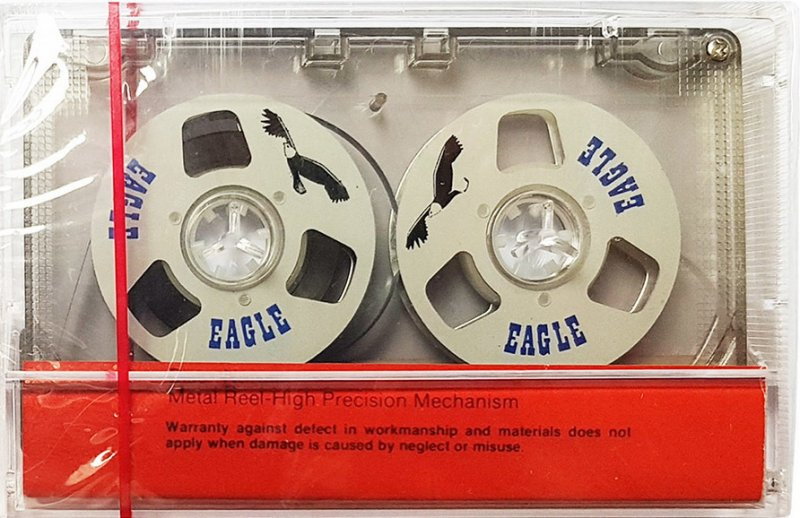 EAGLE
EAGLE
EAGLE
EAGLE
Metal Reel-High Precision Mechanism
Warranty against defect in workmanship and materials does not
apply when damage is caused by neglect or misuse.